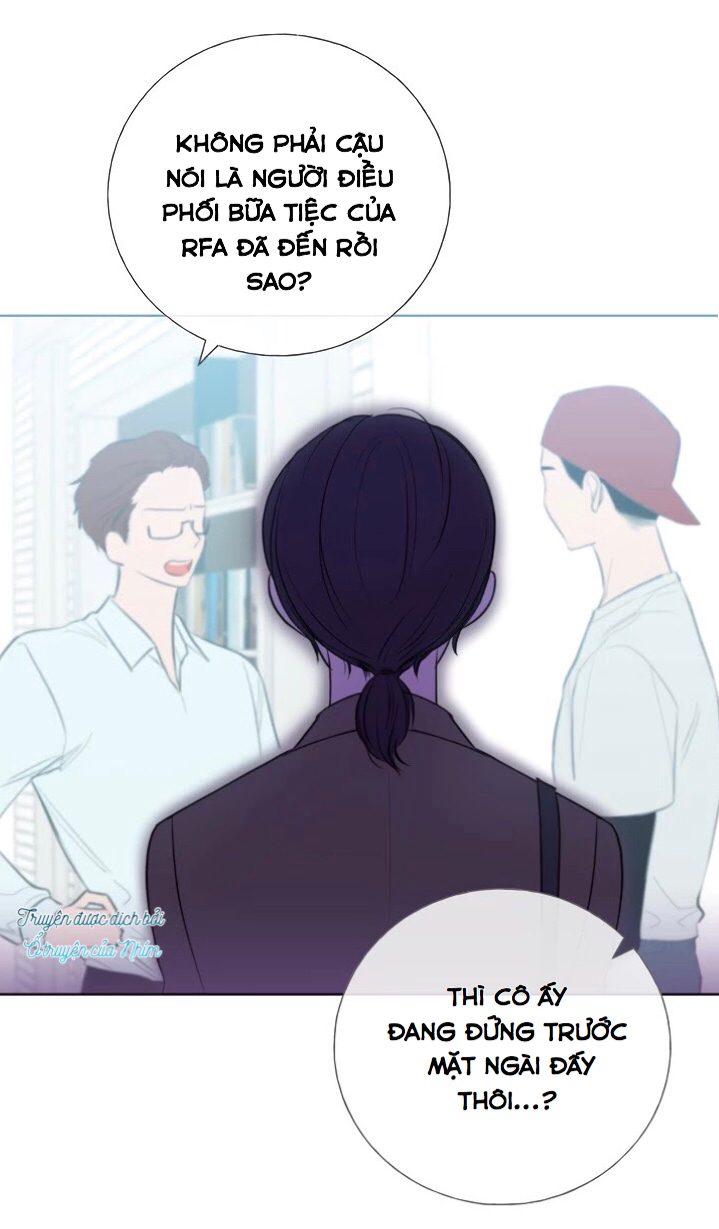 KHÔNG PHẢI CẬU
NÓI LÀ NGƯỜI ĐIỀU
PHỐI BỮA TIỆC CỦA
RFA ĐÃ ĐẾN RỒI
SAO?
Truyện được dịch bởi
Ổ truyện của Nhím
THÌ CÔ ẤY
ĐANG ĐỨNG TRƯỚC
MẶT NGÀI ĐẤY
THÔI...?